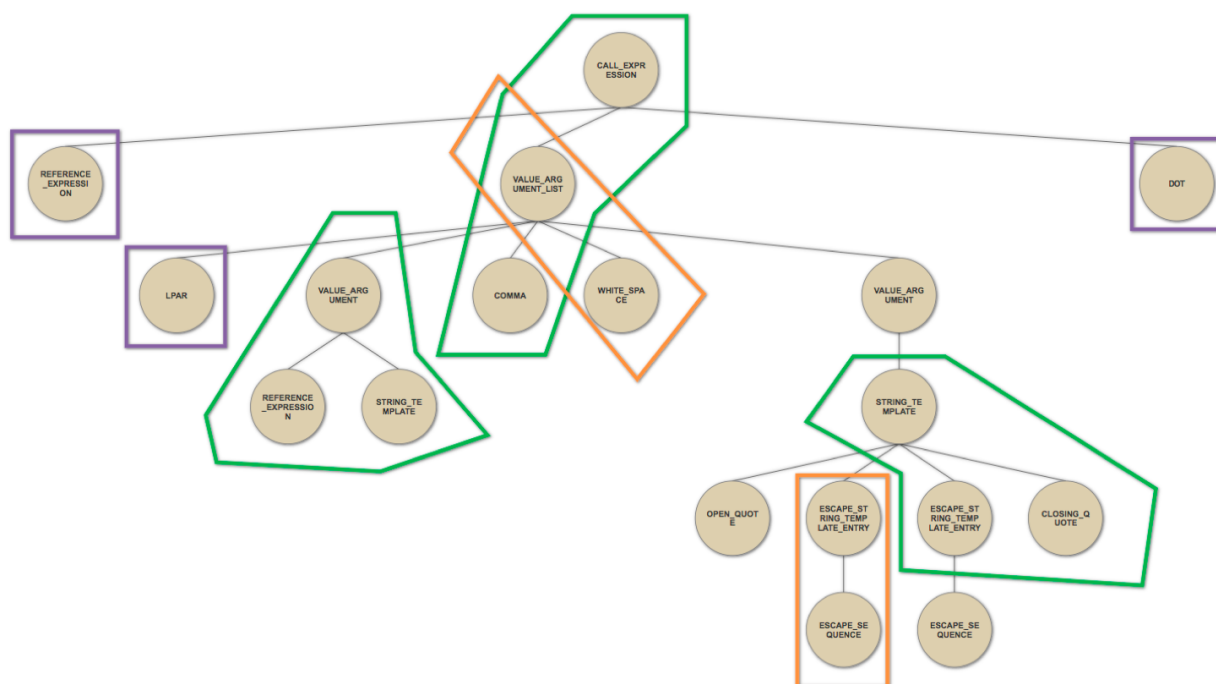 CALL_EXPR
ESSION
REFERENCE
_EXPRESSI
ON
VALUE_ARG
UMENT_LIST
DOT
LPAR
VALUE_ARG
UMENT
COMMA
WHITE_SPA
CE
VALUE_ARG
UMENT
REFERENCE
_EXPRESSIO
N
STRING_TE
MPLATE
STRING_TE
MPLATE
OPEN_QUOT
E
ESCAPE_ST
RING_TEMP
LATE_ENTRY
ESCAPE_ST
RING_TEMP
LATE_ENTRY
CLOSING_Q
UOTE
ESCAPE_SE
QUENCE
ESCAPE_SE
QUENCE